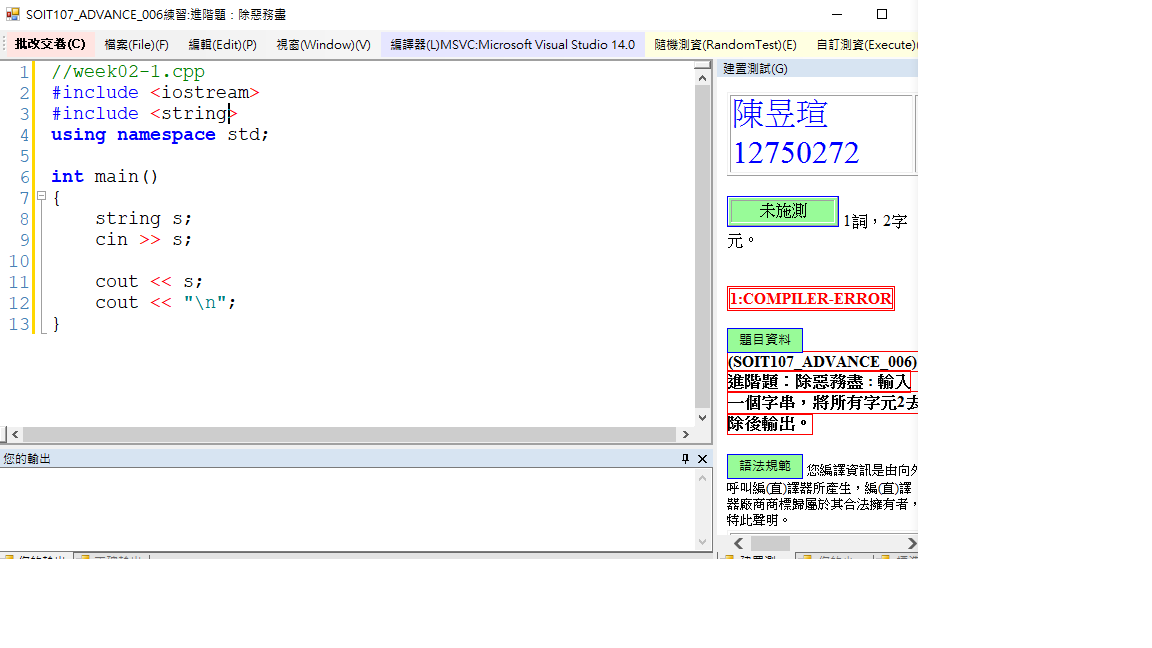 SOIT107_ADVANCE_006練習:進階題：除惡務盡
批改交卷(C) 檔案(File)(F) 編輯(Edit)(P) 視窗(Window)(V) 編譯器(L)MSVC:Microsoft Visual Studio 14.0 隨機測資(RandomTest)(E) 自訂測資(Execute)(
1 //week02-1.cpp
2 #include <iostream>
3 #include <string>
4 using namespace std;
5
6 int main()
7 {
8 string s;
9 cin >> s;
10
11 cout << s;
12 cout << "\n";
13 }
您的輸出
建置測試(G)
陳昱瑄
12750272
未施測 1詞，2字
元。
1:COMPILER-ERROR
題目資料
(SOIT107_ADVANCE_006)
進階題：除惡務盡：輸入
一個字串，將所有字元2去
除後輸出。
語法規範 您編譯資訊是由向外
呼叫編(直)譯器所產生，編(直)譯
器廠商商標歸屬於其合法擁有者，
特此聲明。